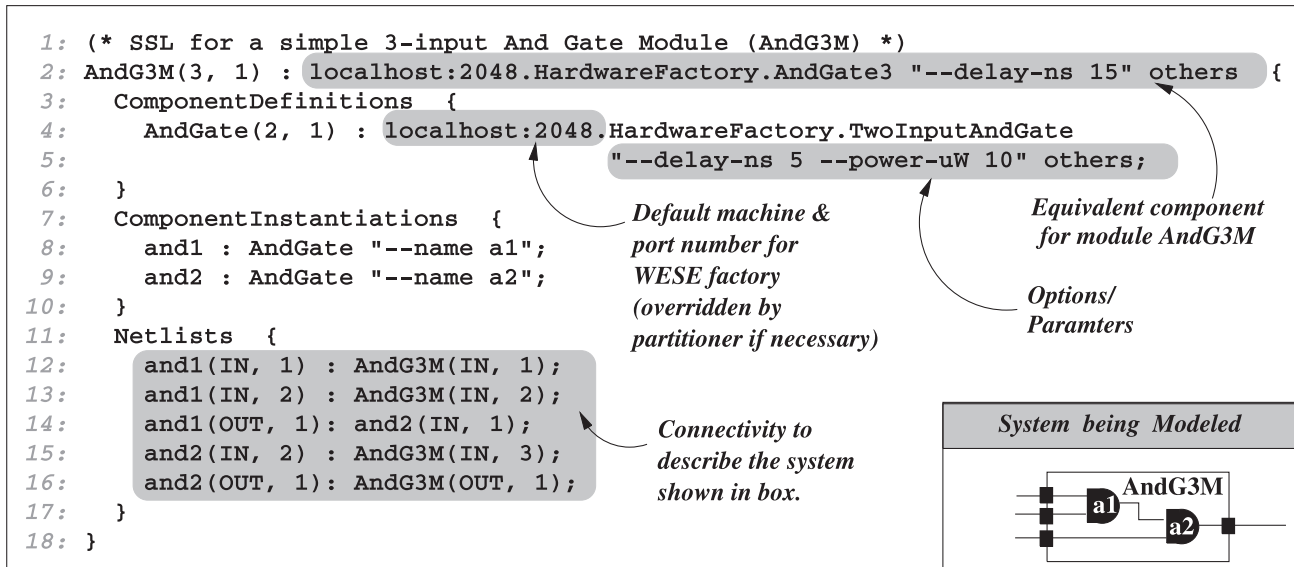 1: (* SSL for a simple 3-input And Gate Module (AndG3M) *)
2: AndG3M(3, 1) : localhost:2048.HardwareFactory.AndGate3 "--delay-ns 15" others {
3: ComponentDefinitions {
4: AndGate(2, 1) : localhost:2048.HardwareFactory.TwoInputAndGate
5: "--delay-ns 5 --power-uW 10" others;
6: }
7: ComponentInstantiations {
8: and1 : AndGate "--name a1";
9: and2 : AndGate "--name a2";
10: }
11: Netlists {
12: and1(IN, 1) : AndG3M(IN, 1);
13: and1(IN, 2) : AndG3M(IN, 2);
14: and1(OUT, 1): and2(IN, 1);
15: and2(IN, 2) : AndG3M(IN, 3);
16: and2(OUT, 1): AndG3M(OUT, 1);
17: }
18: }
Default machine &
port number for
WESE factory
(overridden by
partitioner if necessary)
Equivalent component
for module AndG3M
Options/
Paramters
Connectivity to
describe the system
shown in box.
System being Modeled
AndG3M
a1
a2